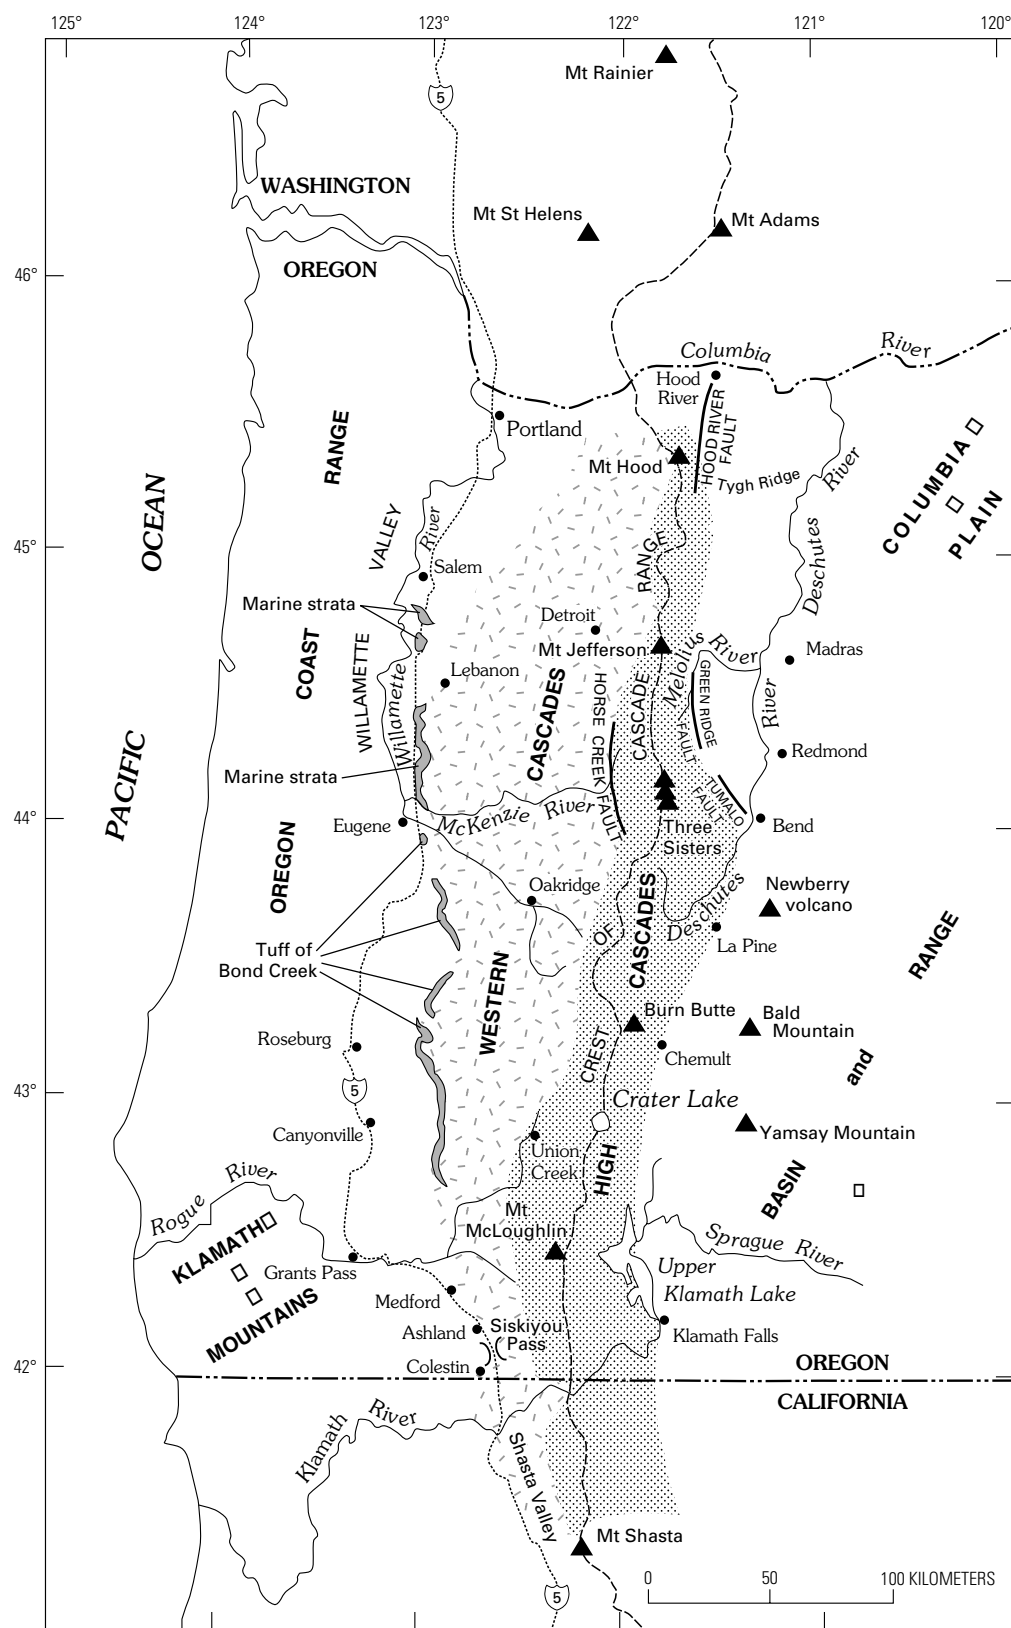 125°
124°
123°
122°
121°
120°
Mt Rainier
5
WASHINGTON
Mt St Helens
Mt Adams
OREGON
46°
Columbia
River
Hood
River
HOOD RIVER
FAULT
Portland
RANGE
Mt Hood
Tygh Ridge
River
COLUMBIA
PLAIN
OCEAN
VALLEY
River
45°
RANGE
Deschutes
Salem
Marine strata
Detroit
COAST
WILLAMETTE
Willamette
Mt Jefferson
Melolius River
Madras
Lebanon
CASCADES
HORSE CREEK FAULT
CASCADE
GREEN RIDGE
FAULT
River
PACIFIC
Marine strata
Redmond
TUMALO
FAULT
44°
Eugene
McKenzie River
Three
Sisters
Bend
OREGON
Oakridge
CASCADES
Deschutes
Newberry
volcano
OF
La Pine
RANGE
Tuff of
Bond Creek
WESTERN
Burn Butte
Bald
Mountain
Roseburg
CREST
Chemult
and
5
43°
Crater Lake
Canyonville
Yamsay Mountain
Union
Creek
HIGH
BASIN
Rogue River
Mt
McLoughlin
Sprague River
KLAMATH
MOUNTAINS
Grants Pass
Upper
Klamath Lake
Medford
Siskiyou
Pass
Ashland
Klamath Falls
Colestin
42°
OREGON
CALIFORNIA
Klamath River
Shasta Valley
Mt Shasta
5
0 50 100 KILOMETERS